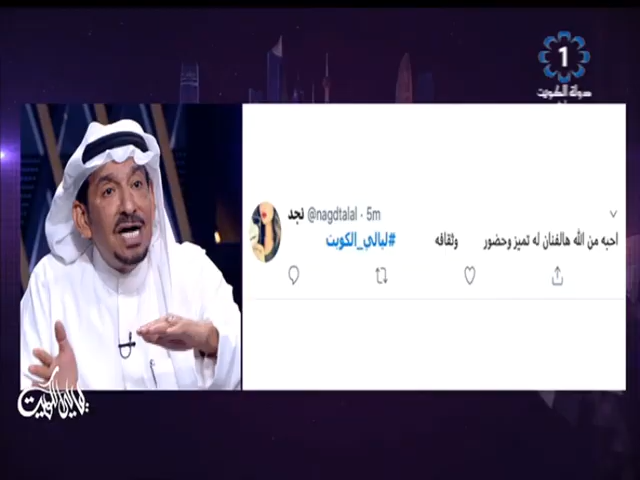 1
دولة الكويت
نجد @nagdtalal · 5m
احبه من الله هالفنان له تميز وحضور وثقافه #ليالي_الكويت
ليالي الكويت